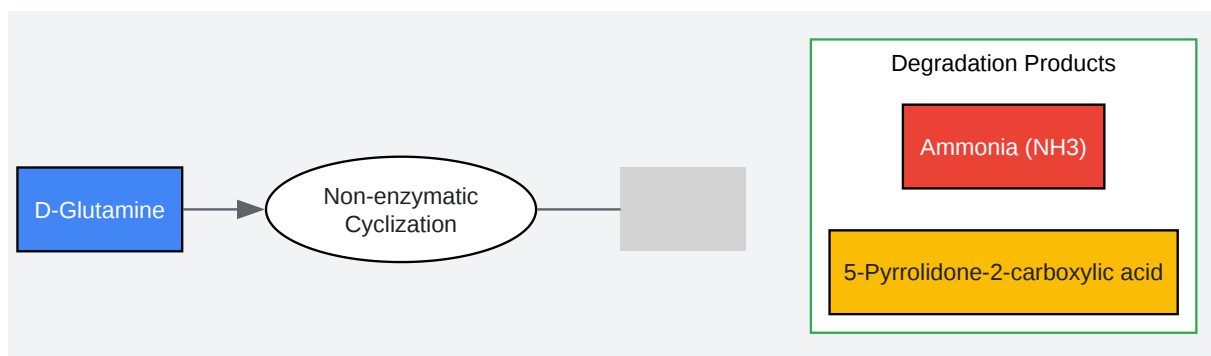 Degradation Products
Ammonia (NH3)
D-Glutamine
Non-enzymatic
Cyclization
5-Pyrrolidone-2-carboxylic acid